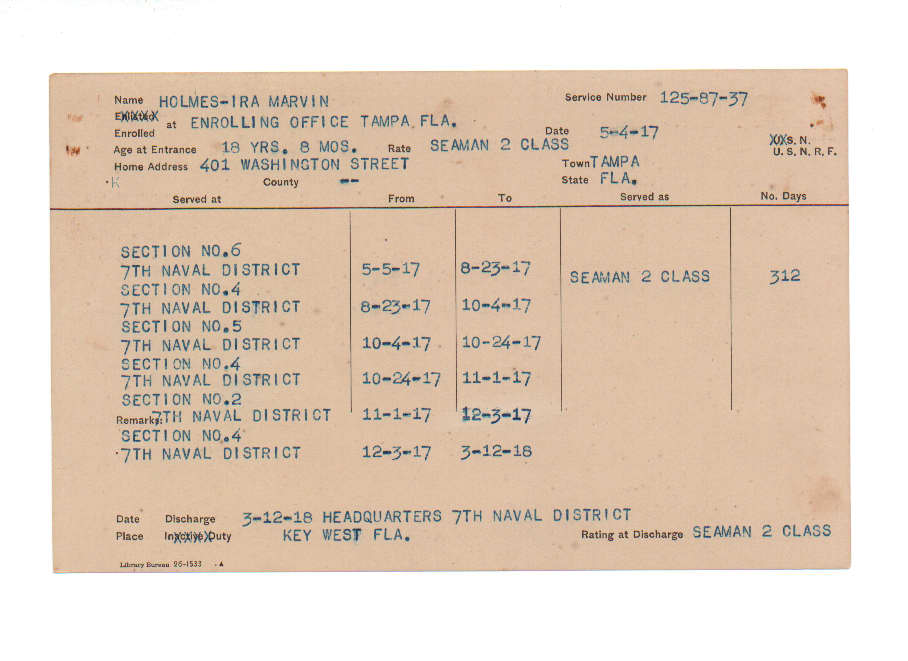 Name HOLMES-IRA MARVIN Service Number 125-87-37
Enlisted
Enrolled at ENROLLING OFFICE TAMPA FLA. Date 5-4-17
Age at Entrance 18 YRS. 8 MOS. Rate SEAMAN 2 CLASS XXS. N.
U. S. N. R. F.
Home Address 401 WASHINGTON STREET Town TAMPA
K County -- State FLA.
Served at From To Served as No. Days
SECTION NO.6
7TH NAVAL DISTRICT 5-5-17 8-23-17 SEAMAN 2 CLASS 312
SECTION NO.4
7TH NAVAL DISTRICT 8-23-17 10-4-17
SECTION NO.5
7TH NAVAL DISTRICT 10-4-17 10-24-17
SECTION NO.4
7TH NAVAL DISTRICT 10-24-17 11-1-17
SECTION NO.2
Remarks: 7TH NAVAL DISTRICT 11-1-17 12-3-17
SECTION NO.4
7TH NAVAL DISTRICT 12-3-17 3-12-18
Date Discharge 3-12-18 HEADQUARTERS 7TH NAVAL DISTRICT
Place Inactive Duty KEY WEST FLA. Rating at Discharge SEAMAN 2 CLASS
Library Bureau 26-1533 . A